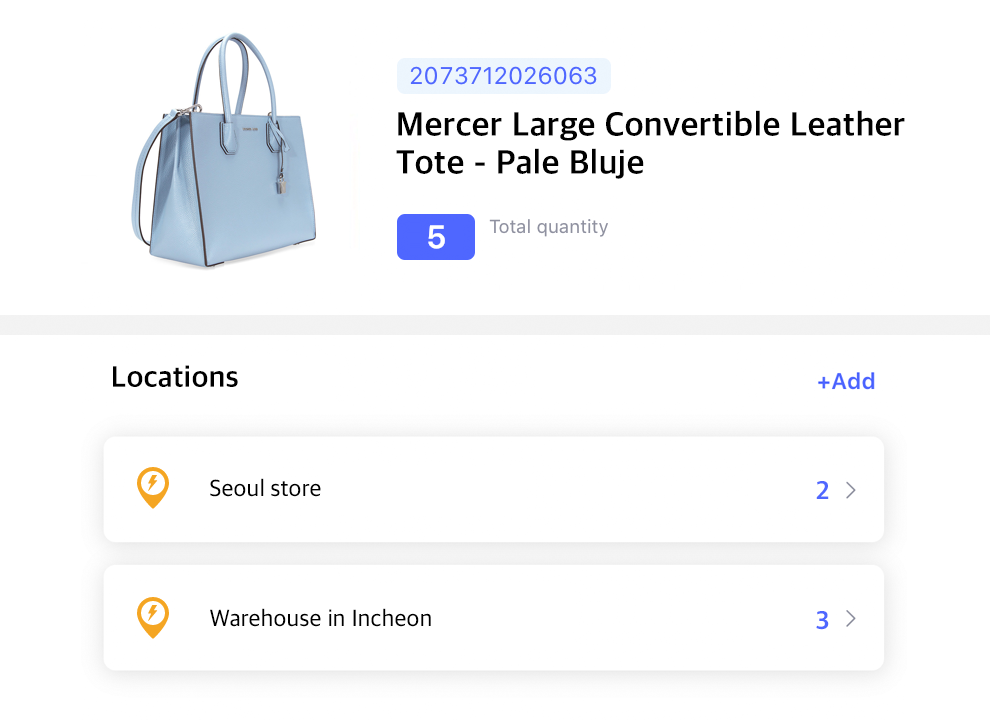 2073712026063
Mercer Large Convertible Leather
Tote - Pale Bluje
5 Total quantity
Locations
+Add
Seoul store 2
Warehouse in Incheon 3